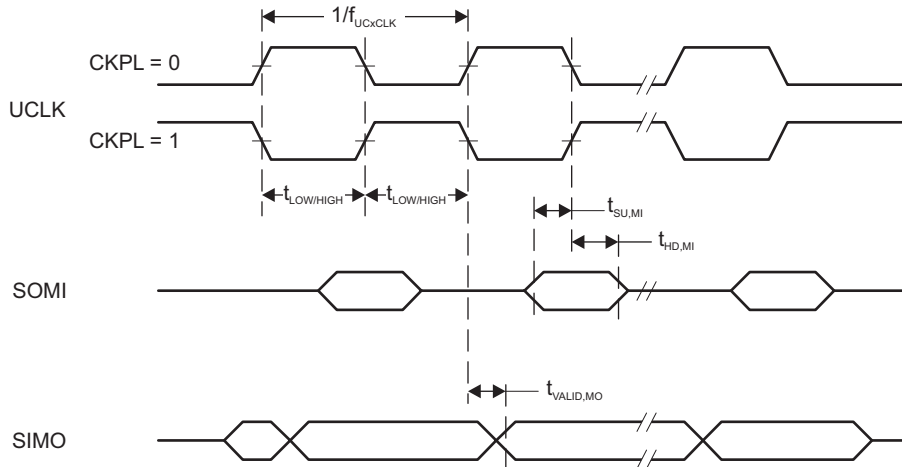 1/fUCxCLK
CKPL = 0
UCLK
CKPL = 1
tLOW/HIGH tLOW/HIGH
tSU,MI
tHD,MI
SOMI
tVALID,MO
SIMO